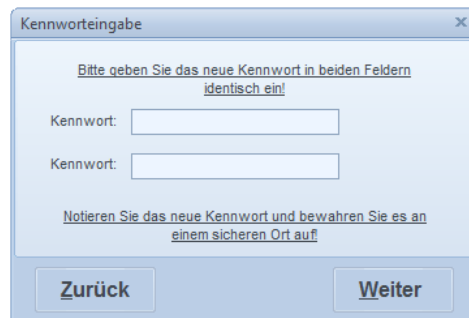 Kennworteingabe
Bitte geben Sie das neue Kennwort in beiden Feldern
identisch ein!
Kennwort:
Kennwort:
Notieren Sie das neue Kennwort und bewahren Sie es an
einem sicheren Ort auf!
Zurück
Weiter